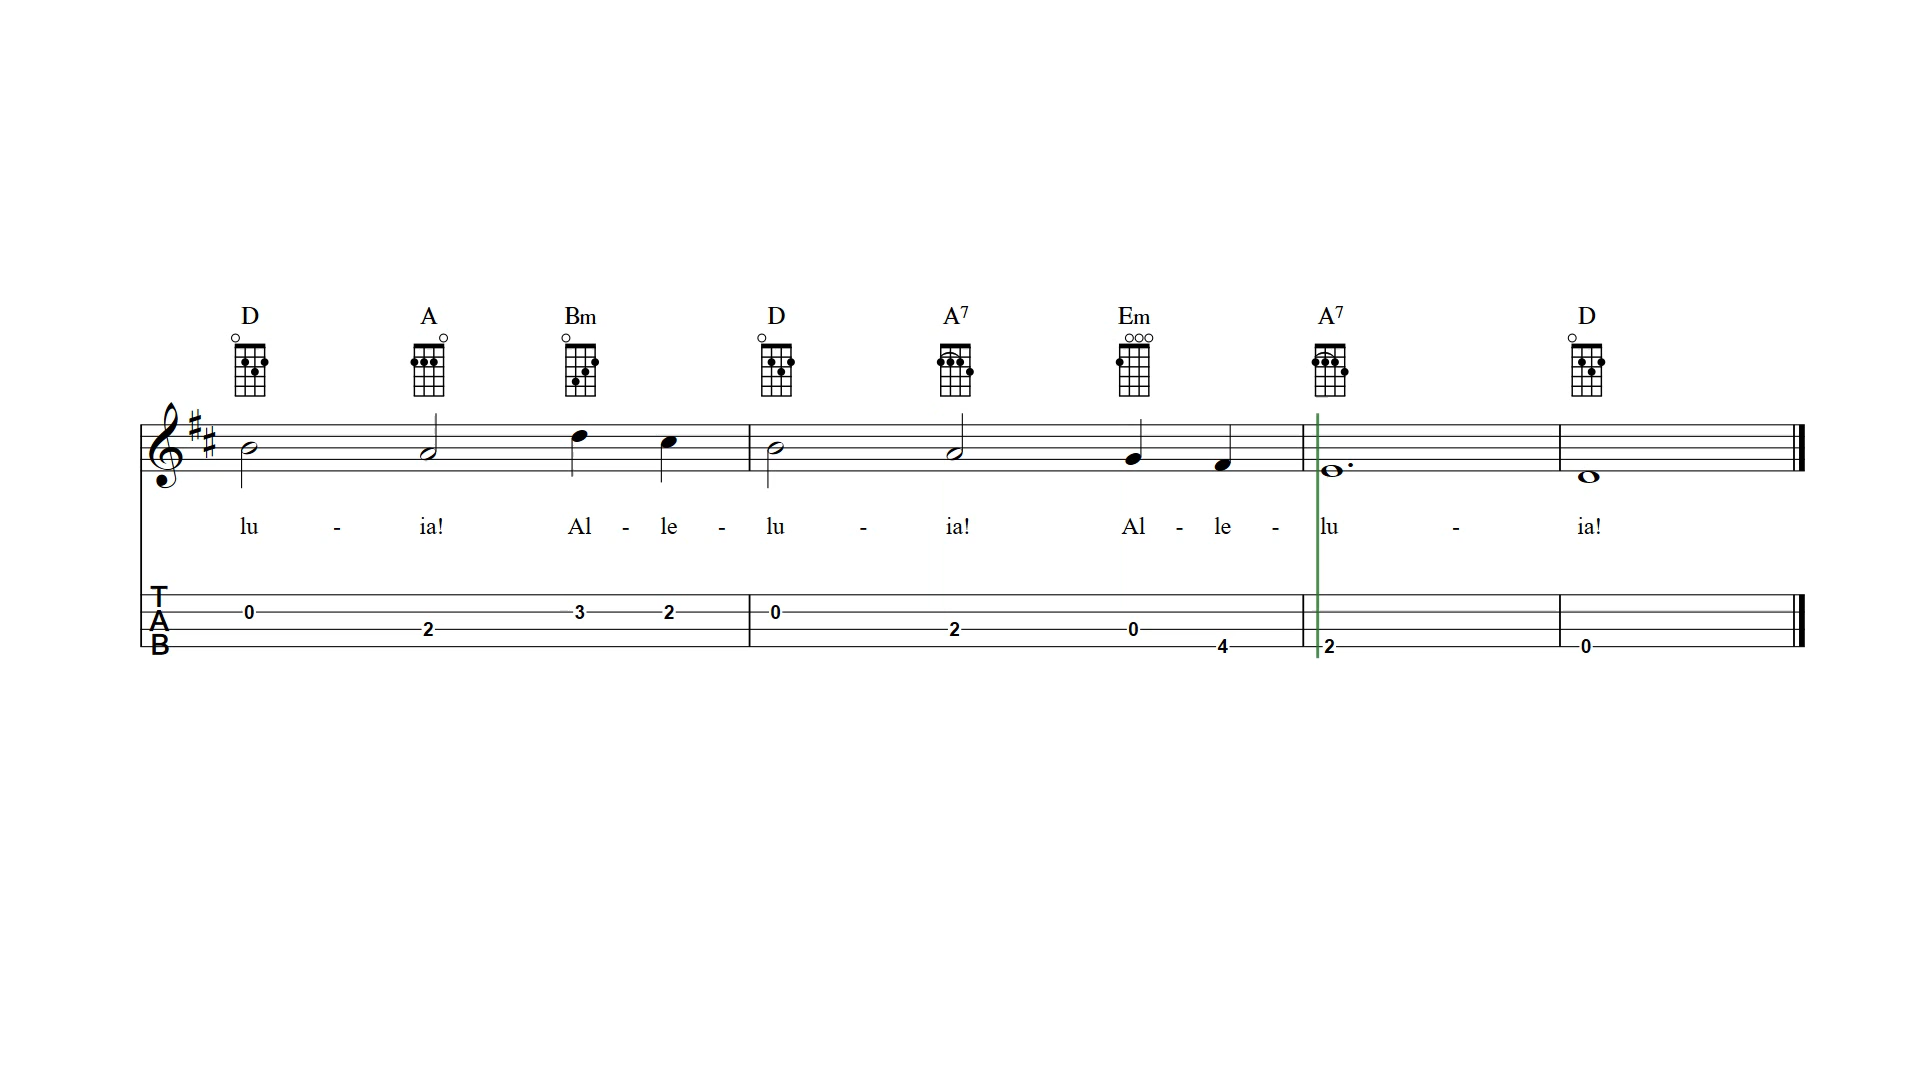 D A Bm D A7 Em A7 D
lu - ia! Al - le - lu - ia! Al - le - lu - ia!
T
A
B
0 2 3 2 0 2 0 4 2 0